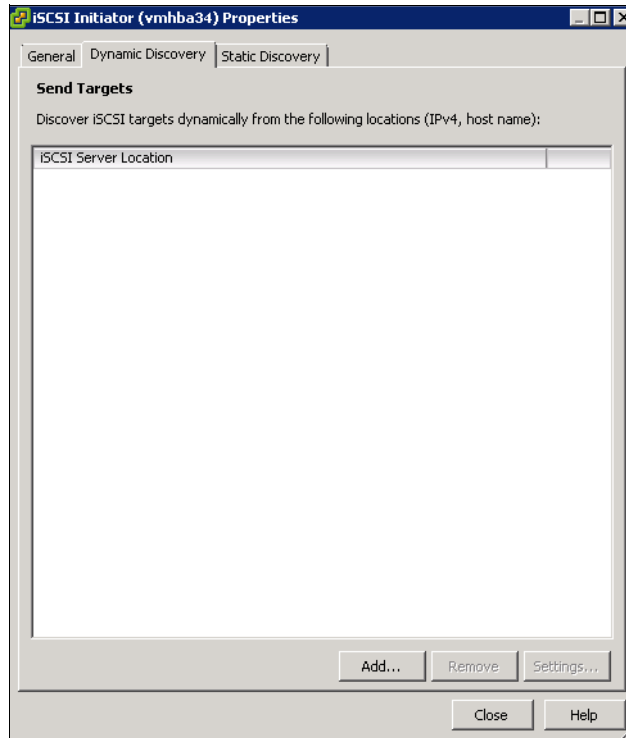 iSCSI Initiator (vmhba34) Properties
General Dynamic Discovery Static Discovery
Send Targets
Discover iSCSI targets dynamically from the following locations (IPv4, host name):
iSCSI Server Location
Add... Remove Settings...
Close Help